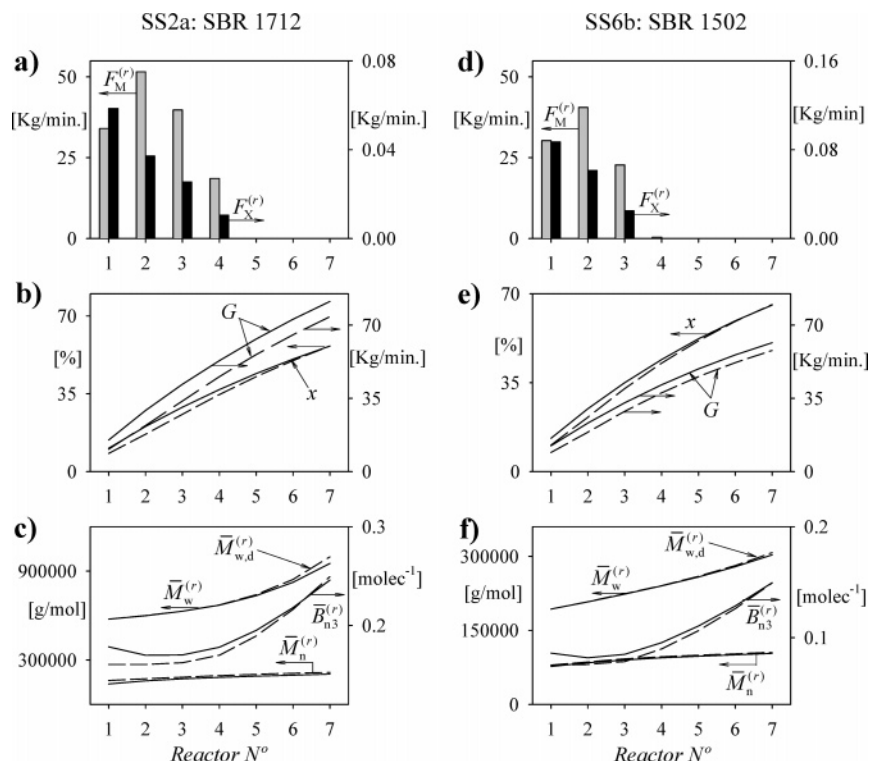 SS2a: SBR 1712
SS6b: SBR 1502
a)
50
[Kg/min.]
25
0
F_M^(r)
F_X^(r)
0.08
[Kg/min.]
0.04
0.00
1 2 3 4 5 6 7
d)
50
[Kg/min.]
25
0
F_M^(r)
F_X^(r)
0.16
[Kg/min]
0.08
0.00
1 2 3 4 5 6 7
b)
70
[%]
35
0
G
x
70
[Kg/min.]
35
0
1 2 3 4 5 6 7
e)
70
[%]
35
0
x
G
70
[Kg/min.]
35
0
1 2 3 4 5 6 7
c)
900000
[g/mol]
300000
M̄_w,d^(r)
M̄_w^(r)
B̄_n3^(r)
M̄_n^(r)
0.3
[molec⁻¹]
0.2
1 2 3 4 5 6 7
Reactor Nº
f)
300000
[g/mol]
150000
0
M̄_w,d^(r)
M̄_w^(r)
B̄_n3^(r)
M̄_n^(r)
0.2
[molec⁻¹]
0.1
1 2 3 4 5 6 7
Reactor Nº